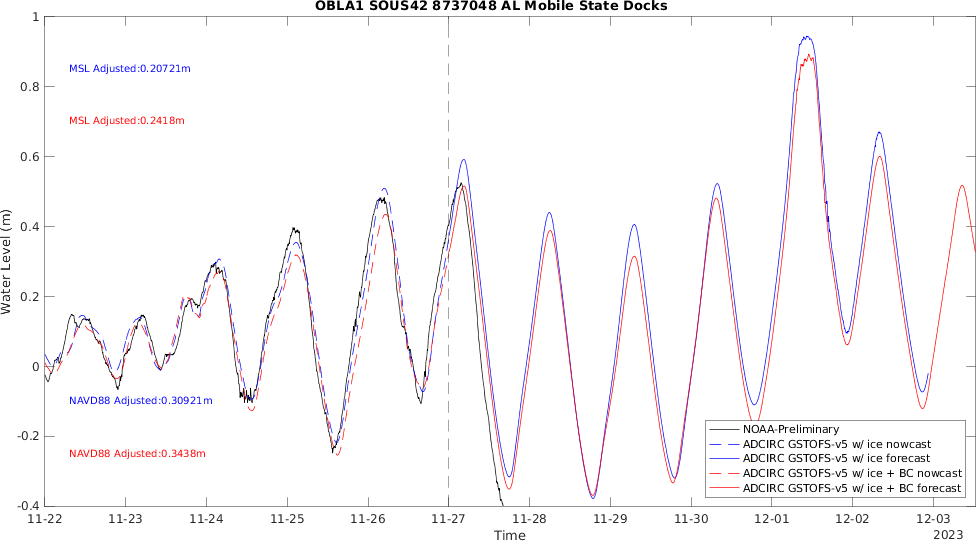 OBLA1 SOUS42 8737048 AL Mobile State Docks
1
0.8
0.6
0.4
0.2
0
-0.2
-0.4
Water Level (m)
MSL Adjusted:0.20721m
MSL Adjusted:0.2418m
NAVD88 Adjusted:0.30921m
NAVD88 Adjusted:0.3438m
NOAA-Preliminary
ADCIRC GSTOFS-v5 w/ ice nowcast
ADCIRC GSTOFS-v5 w/ ice forecast
ADCIRC GSTOFS-v5 w/ ice + BC nowcast
ADCIRC GSTOFS-v5 w/ ice + BC forecast
11-22 11-23 11-24 11-25 11-26 11-27 11-28 11-29 11-30 12-01 12-02 12-03
Time
2023